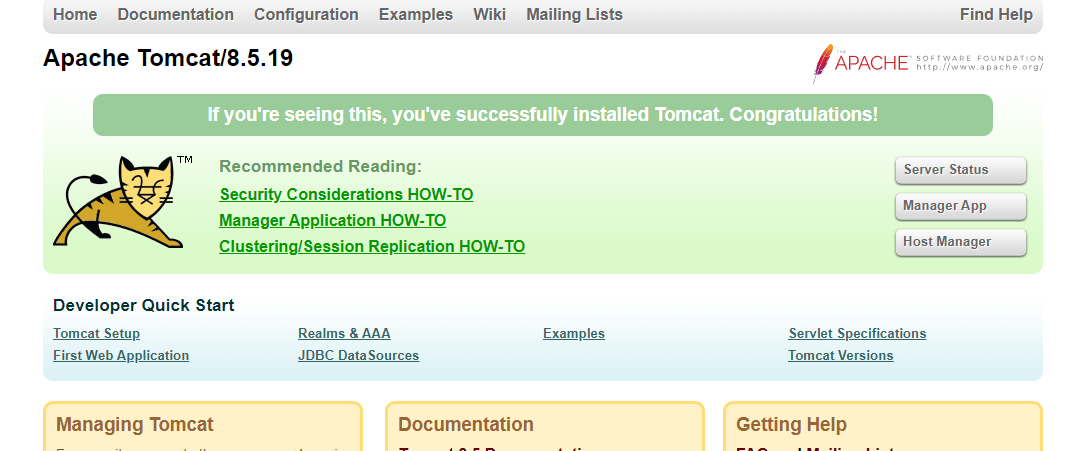 Home Documentation Configuration Examples Wiki Mailing Lists Find Help
Apache Tomcat/8.5.19
THE APACHE™ SOFTWARE FOUNDATION
http://www.apache.org/
If you're seeing this, you've successfully installed Tomcat. Congratulations!
TM
Recommended Reading:
Security Considerations HOW-TO
Manager Application HOW-TO
Clustering/Session Replication HOW-TO
Server Status
Manager App
Host Manager
Developer Quick Start
Tomcat Setup
First Web Application
Realms & AAA
JDBC DataSources
Examples
Servlet Specifications
Tomcat Versions
Managing Tomcat
Documentation
Getting Help